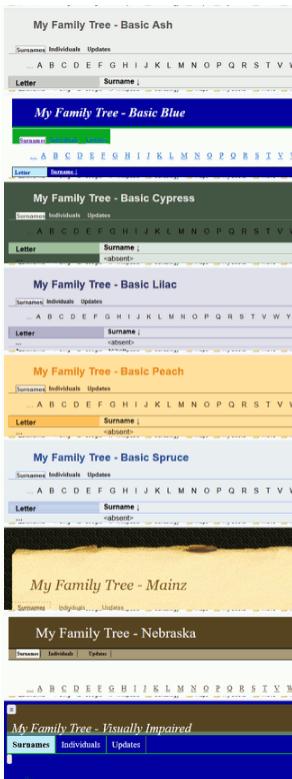 My Family Tree - Basic Ash
Surnames Individuals Updates
... A B C D E F G H I J K L M N O P Q R S T V
Letter Surname ↓
My Family Tree - Basic Blue
Surnames
... A B C D E F G H I J K L M N O P Q R S T V
Letter Surname ↓
My Family Tree - Basic Cypress
Surnames Individuals Updates
... A B C D E F G H I J K L M N O P Q R S T V
Letter Surname ↓
... <absent>
My Family Tree - Basic Lilac
Surnames Individuals Updates
... A B C D E F G H I J K L M N O P Q R S T V W Y
Letter Surname ↓
... <absent>
My Family Tree - Basic Peach
Surnames Individuals Updates
... A B C D E F G H I J K L M N O P Q R S T V
Letter Surname ↓
... <absent>
My Family Tree - Basic Spruce
Surnames Individuals Updates
... A B C D E F G H I J K L M N O P Q R S T V
Letter Surname ↓
... <absent>
My Family Tree - Mainz
Surnames Individuals Updates
My Family Tree - Nebraska
Surnames Individuals Updates
... A B C D E F G H I J K L M N O P Q R S T V W
My Family Tree - Visually Impaired
Surnames Individuals Updates